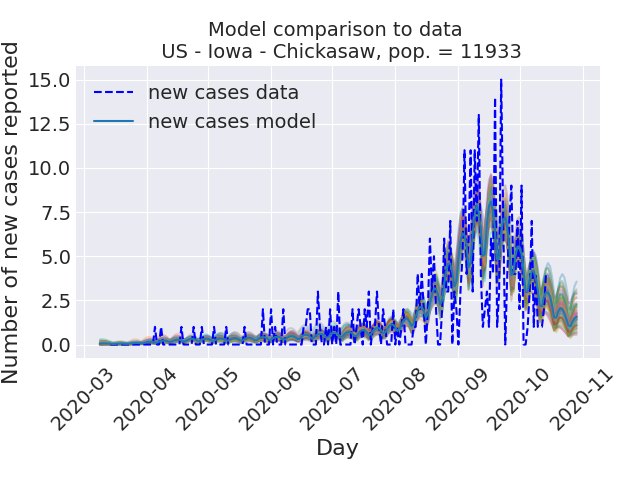 Model comparison to data
US - Iowa - Chickasaw, pop. = 11933
Number of new cases reported
15.0
12.5
10.0
7.5
5.0
2.5
0.0
new cases data
new cases model
2020-03
2020-04
2020-05
2020-06
2020-07
2020-08
2020-09
2020-10
2020-11
Day